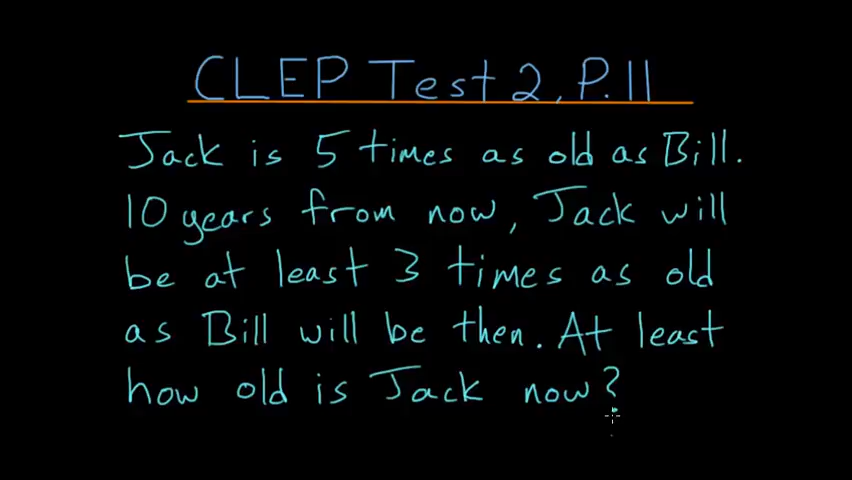 CLEP Test 2, P.11
Jack is 5 times as old as Bill.
10 years from now, Jack will
be at least 3 times as old
as Bill will be then. At least
how old is Jack now?